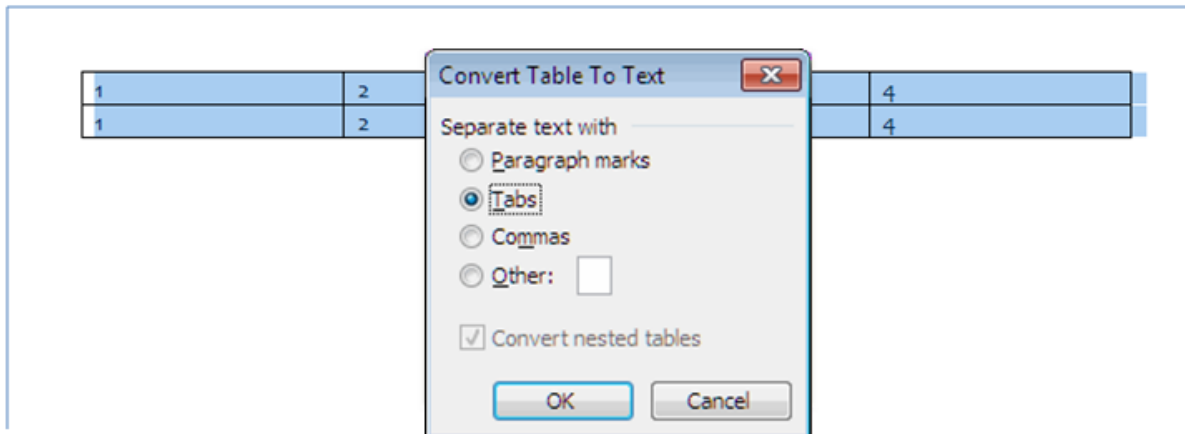 Convert Table To Text
1 2 4
1 2 4
Separate text with
Paragraph marks
Tabs
Commas
Other:
Convert nested tables
OK Cancel